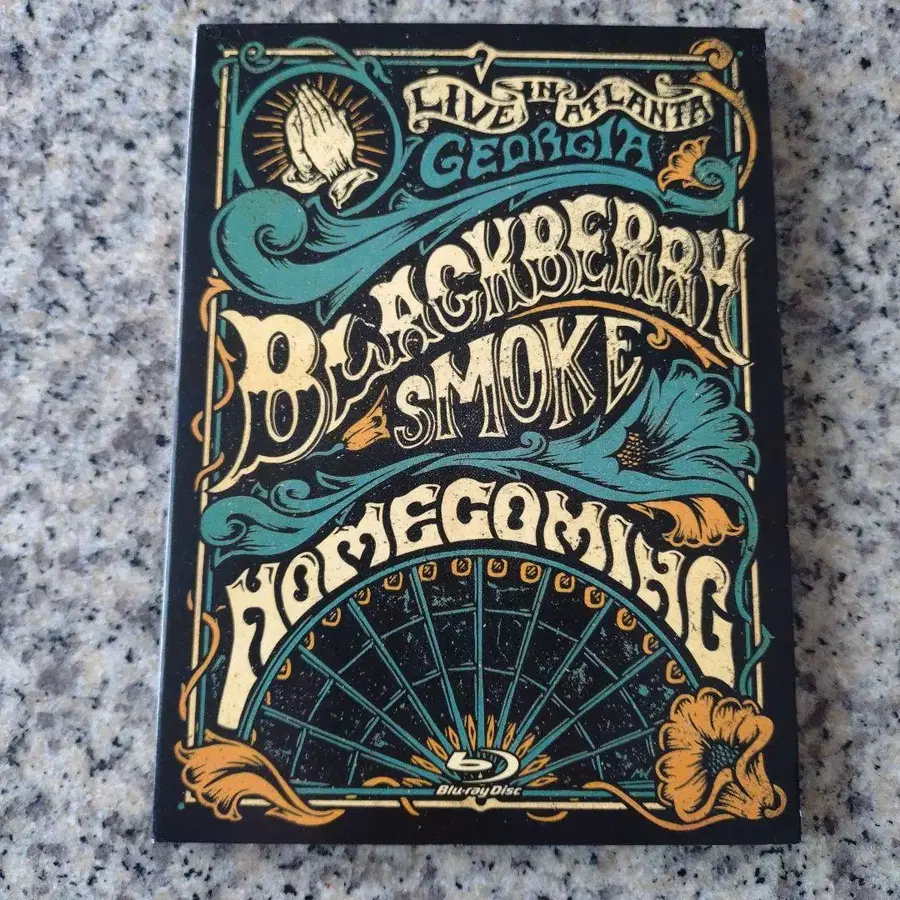 LIVE IN ATLANTA
GEORGIA
BLACKBERRY
SMOKE
HOMECOMING
Blu-ray Disc